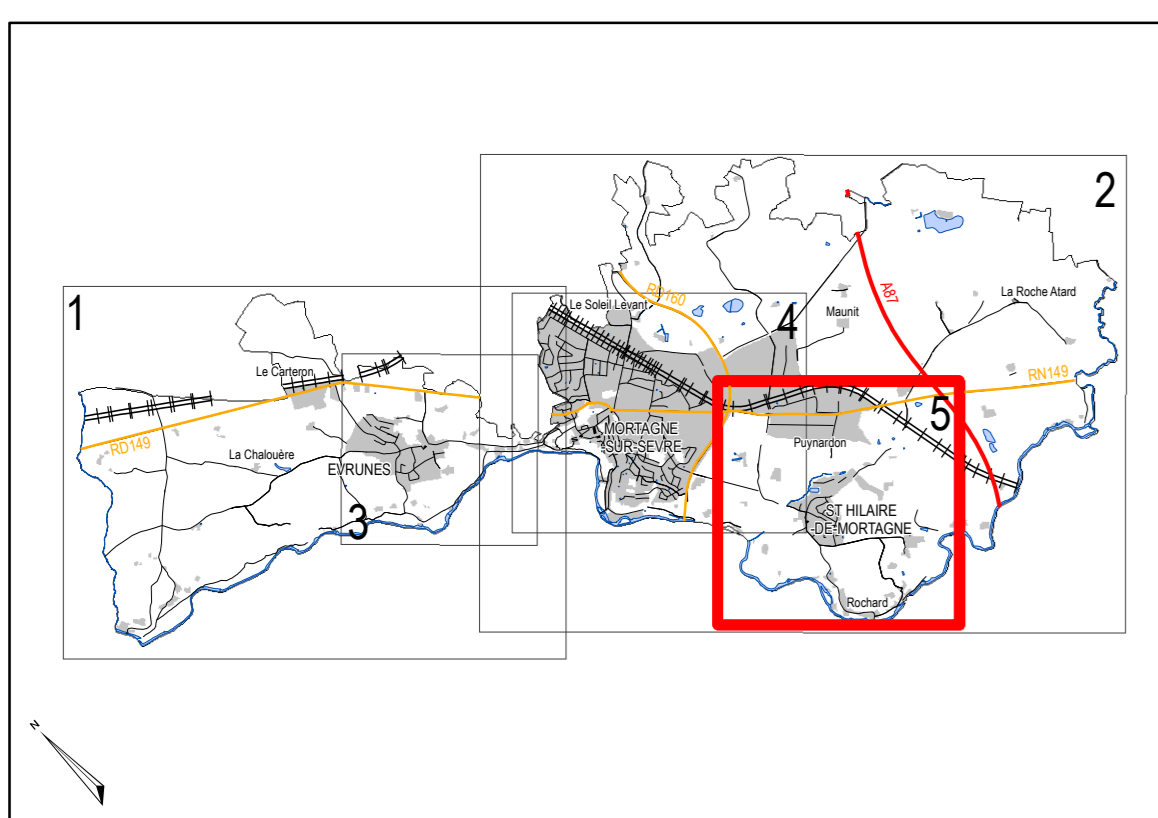 2
1
Le Soleil Levant
RD160
A87
La Roche Atard
Maunit
4
Le Carteron
RN149
5
RD149
MORTAGNE
-SUR-SEVRE
Puynardon
La Chalouère
EVRUNES
3
ST HILAIRE
-DE-MORTAGNE
Rochard
N